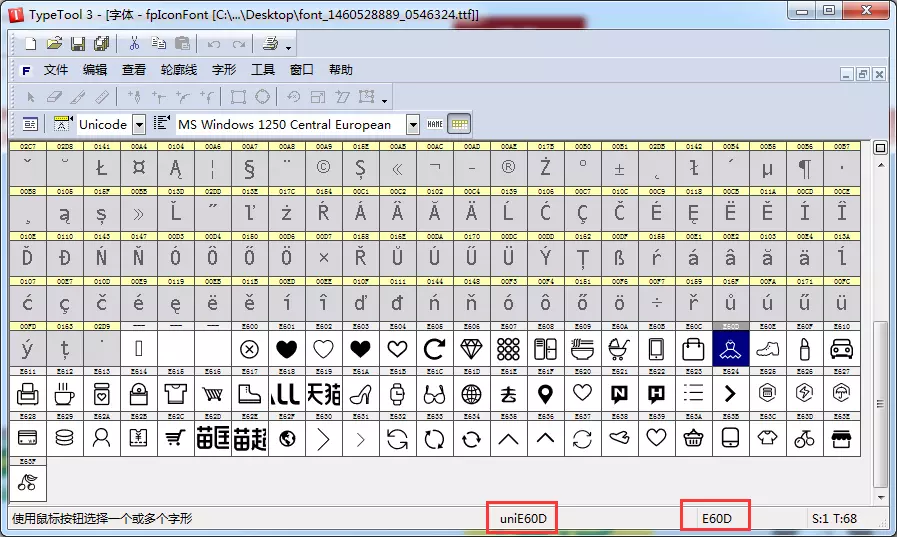 TypeTool 3 - [字体 - fpIconFont [C:\...\Desktop\font_1460528889_0546324.ttf]]
文件 编辑 查看 轮廓线 字形 工具 窗口 帮助
Unicode MS Windows 1250 Central European NAME
02C7 02D8 0141 00A4 0104 00A6 00A7 00A8 00A9 015E 00AB 00AC 00AD 00AE 017B 00B0 00B1 02DB 0142 00B4 00B5 00B6 00B7
ˇ ˘ Ł ¤ Ą ¦ § ¨ © Ş « ¬ - ® Ż ° ± ˛ ł ´ µ ¶ ·
00B8 0105 015F 00BB 013D 02DD 013E 017C 0154 00C1 00C2 0102 00C4 0139 0106 00C7 010C 00C9 0118 00CB 011A 00CD 00CE
¸ ą ş » Ľ ˝ ľ ż Ŕ Á Â Ă Ä Ĺ Ć Ç Č É Ę Ë Ě Í Î
010E 0110 0143 0147 00D3 00D4 0150 00D6 00D7 0158 016E 00DA 0170 00DC 00DD 0162 00DF 0155 00E1 00E2 0103 00E4 013A
Ď Đ Ń Ň Ó Ô Ő Ö × Ř Ů Ú Ű Ü Ý Ţ ß ŕ á â ă ä ĺ
0107 00E7 010D 00E9 0119 00EB 011B 00ED 00EE 010F 0111 0144 0148 00F3 00F4 0151 00F6 00F7 0159 016F 00FA 0171 00FC
ć ç č é ę ë ě í î ď đ ń ň ó ô ő ö ÷ ř ů ú ű ü
00FD 0163 02D9 ---- ---- ---- E600 E601 E602 E603 E604 E605 E606 E607 E608 E609 E60A E60B E60C E60D E60E E60F E610
ý ţ ˙
E611 E612 E613 E614 E615 E616 E617 E618 E619 E61A E61B E61C E61D E61E E61F E620 E621 E622 E623 E624 E625 E626 E627
ALL 天猫 去
E628 E629 E62A E62B E62C E62D E62E E62F E630 E631 E632 E633 E634 E635 E636 E637 E638 E639 E63A E63B E63C E63D E63E
E63F
使用鼠标按钮选择一个或多个字形 uniE60D E60D S:1 T:68